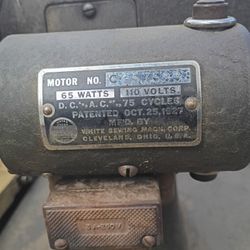 MOTOR NO.
65 WATTS 110 VOLTS.
D.C. A.C. 75 CYCLES
PATENTED OCT. 25, 1927
MFD. BY
WHITE SEWING MACH. CORP.
CLEVELAND, OHIO, U.S.A.